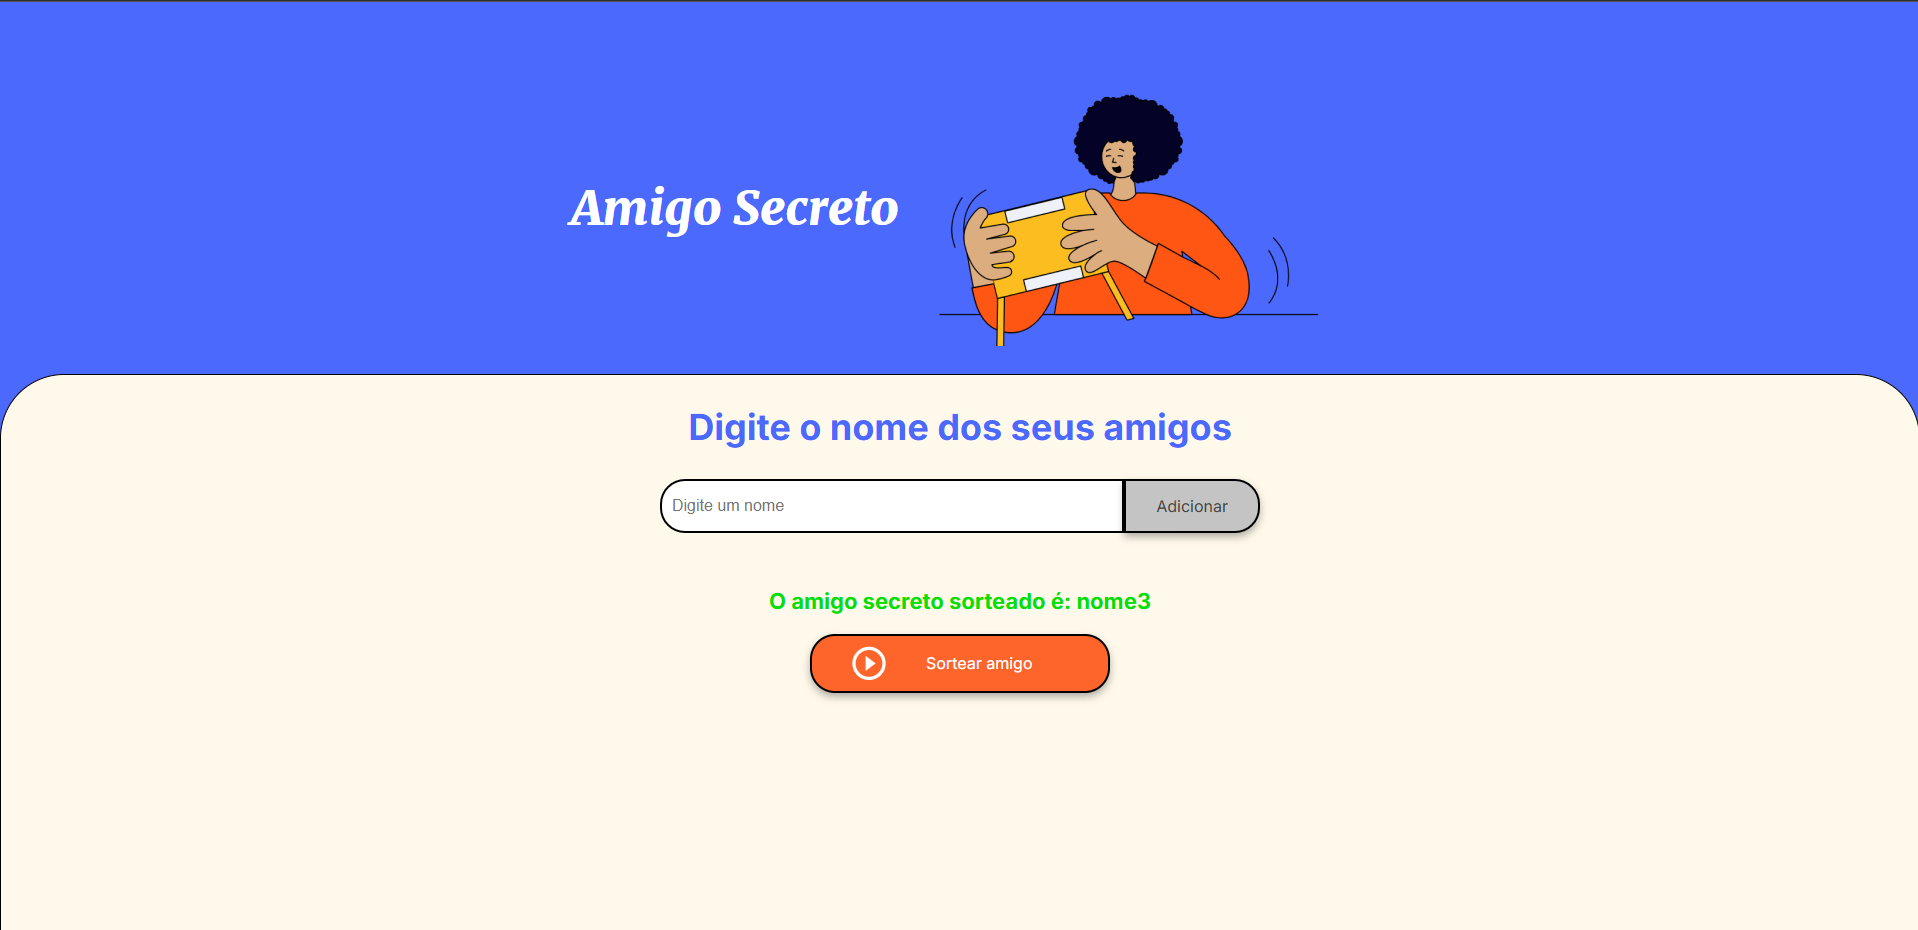 Amigo Secreto
Digite o nome dos seus amigos
Digite um nome
Adicionar
O amigo secreto sorteado é: nome3
Sortear amigo